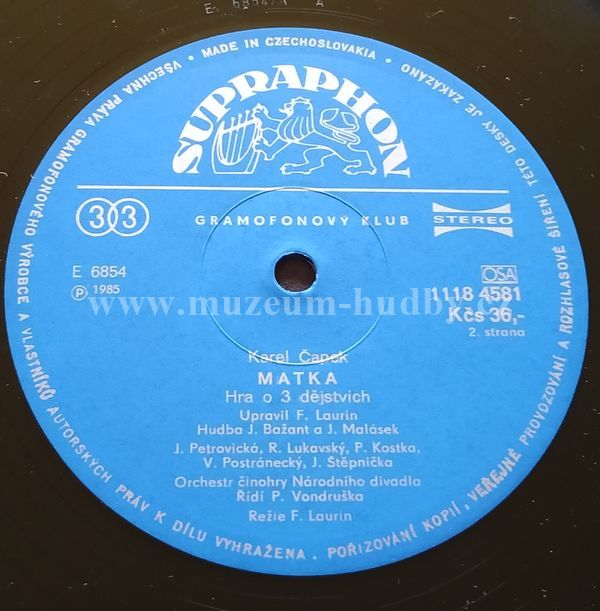 E 6854 A
VŠECHNA PRÁVA GRAMOFONOVÉHO VÝROBCE A VLASTNÍKŮ AUTORSKÝCH PRÁV K DÍLU VYHRAŽENA. POŘIZOVÁNÍ KOPIÍ, VEŘEJNÉ PROVOZOVÁNÍ A ROZHLASOVÉ ŠÍŘENÍ TÉTO DESKY JE ZAKÁZÁNO • MADE IN CZECHOSLOVAKIA •
SUPRAPHON
33 GRAMOFONOVÝ KLUB STEREO
E 6854 OSA
Ⓟ 1985 1118 4581
www.muzeum-hudby.cz
Kčs 36,-
2. strana
Karel Čapek
MATKA
Hra o 3 dějstvích
Upravil F. Laurin
Hudba J. Bažant a J. Malásek
J. Petrovická, R. Lukavský, P. Kostka,
V. Postránecký, J. Štěpnička
Orchestr činohry Národního divadla
Řídí P. Vondruška
Režie F. Laurin